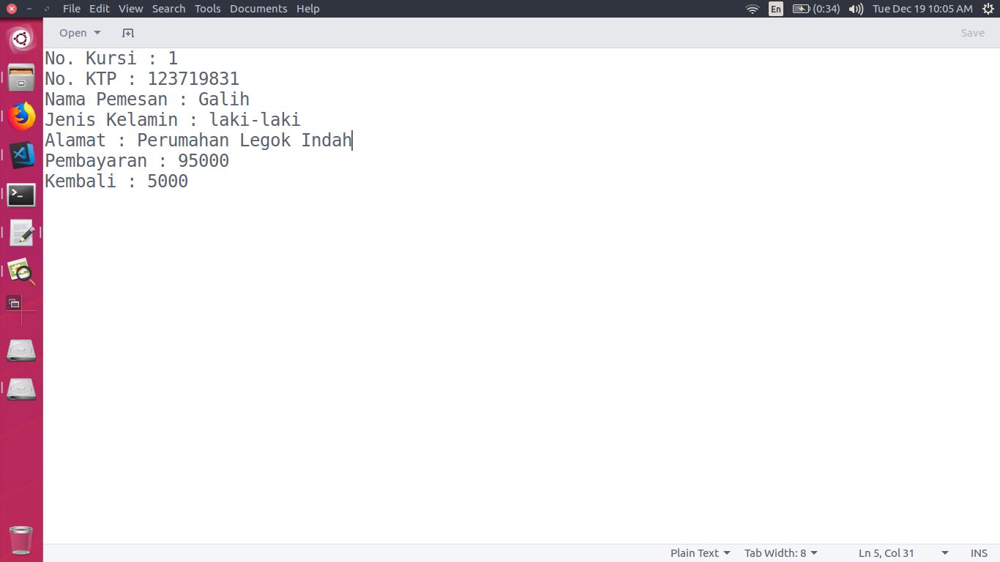 File Edit View Search Tools Documents Help En (0:34) Tue Dec 19 10:05 AM
Open Save
No. Kursi : 1
No. KTP : 123719831
Nama Pemesan : Galih
Jenis Kelamin : laki-laki
Alamat : Perumahan Legok Indah
Pembayaran : 95000
Kembali : 5000
Plain Text Tab Width: 8 Ln 5, Col 31 INS